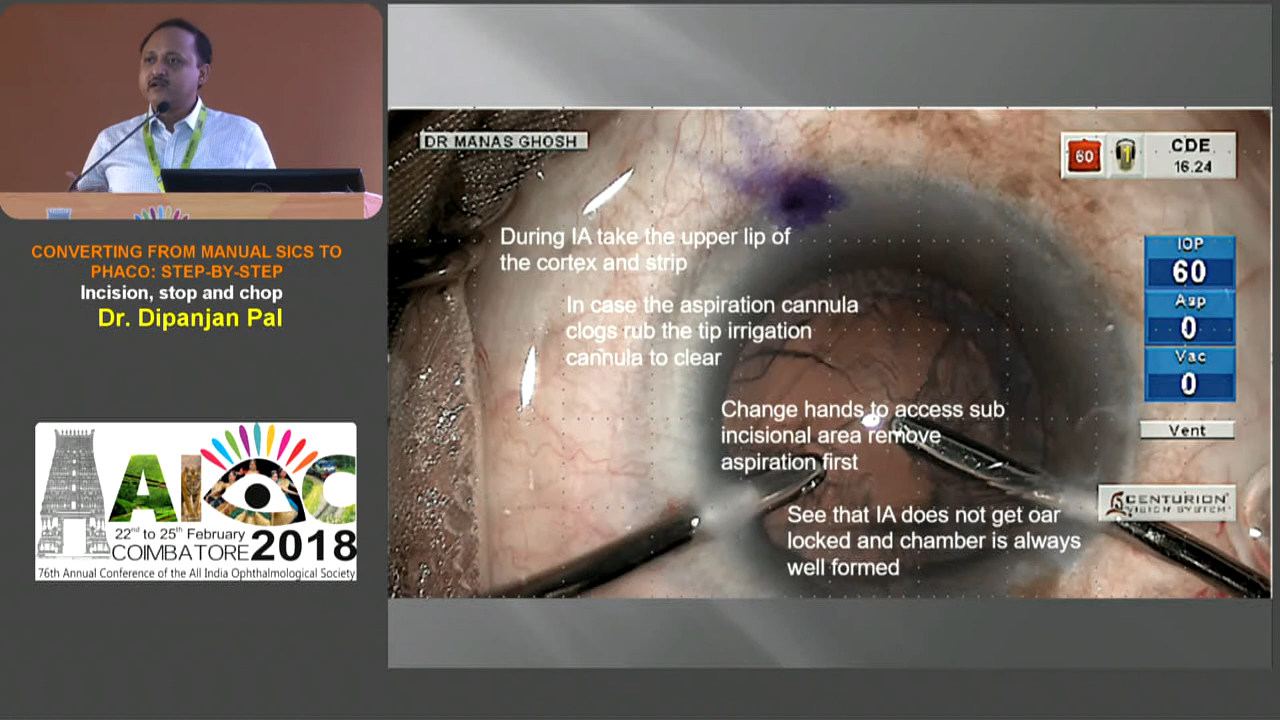 CONVERTING FROM MANUAL SICS TO
PHACO: STEP-BY-STEP
Incision, stop and chop
Dr. Dipanjan Pal
AIOC
22nd to 25th February
COIMBATORE 2018
76th Annual Conference of the All India Ophthalmological Society
DR MANAS GHOSH
60
1
CDE
16.24
During IA take the upper lip of
the cortex and strip
In case the aspiration cannula
clogs rub the tip irrigation
cannula to clear
Change hands to access sub
incisional area remove
aspiration first
See that IA does not get oar
locked and chamber is always
well formed
IOP
60
Asp
0
Vac
0
Vent
CENTURION
VISION SYSTEM